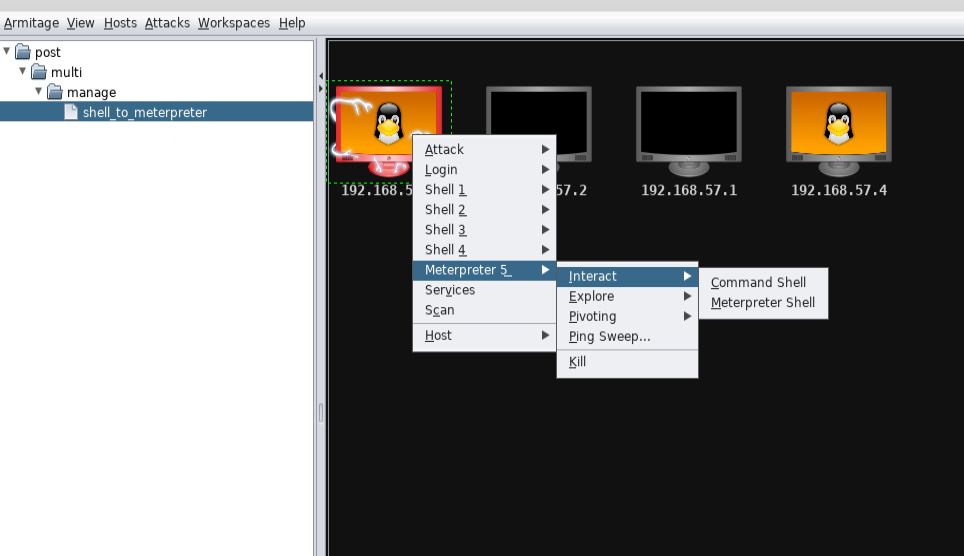 Armitage View Hosts Attacks Workspaces Help
post
multi
manage
shell_to_meterpreter
192.168.5
57.2
192.168.57.1
192.168.57.4
Attack
Login
Shell 1
Shell 2
Shell 3
Shell 4
Meterpreter 5
Services
Scan
Host
Interact
Explore
Pivoting
Ping Sweep...
Kill
Command Shell
Meterpreter Shell